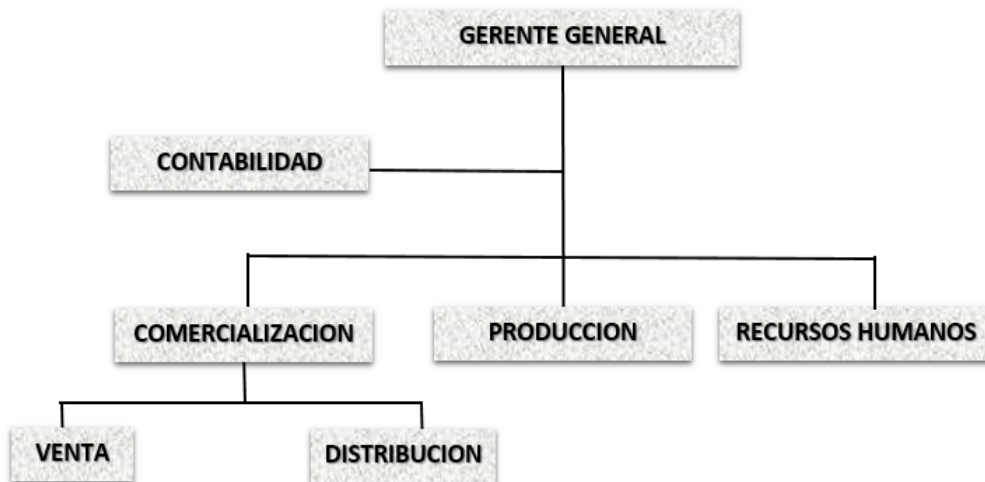 GERENTE GENERAL
CONTABILIDAD
COMERCIALIZACION
PRODUCCION
RECURSOS HUMANOS
VENTA
DISTRIBUCION